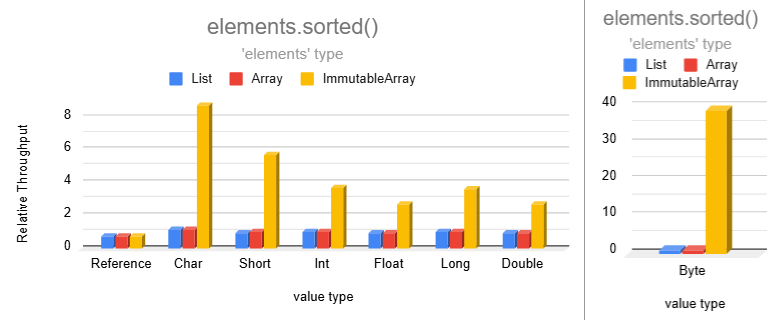 elements.sorted()
'elements' type
List Array ImmutableArray
Relative Throughput
8
6
4
2
0
Reference Char Short Int Float Long Double
value type
elements.sorted()
'elements' type
List Array
ImmutableArray
40
30
20
10
0
Byte
value type